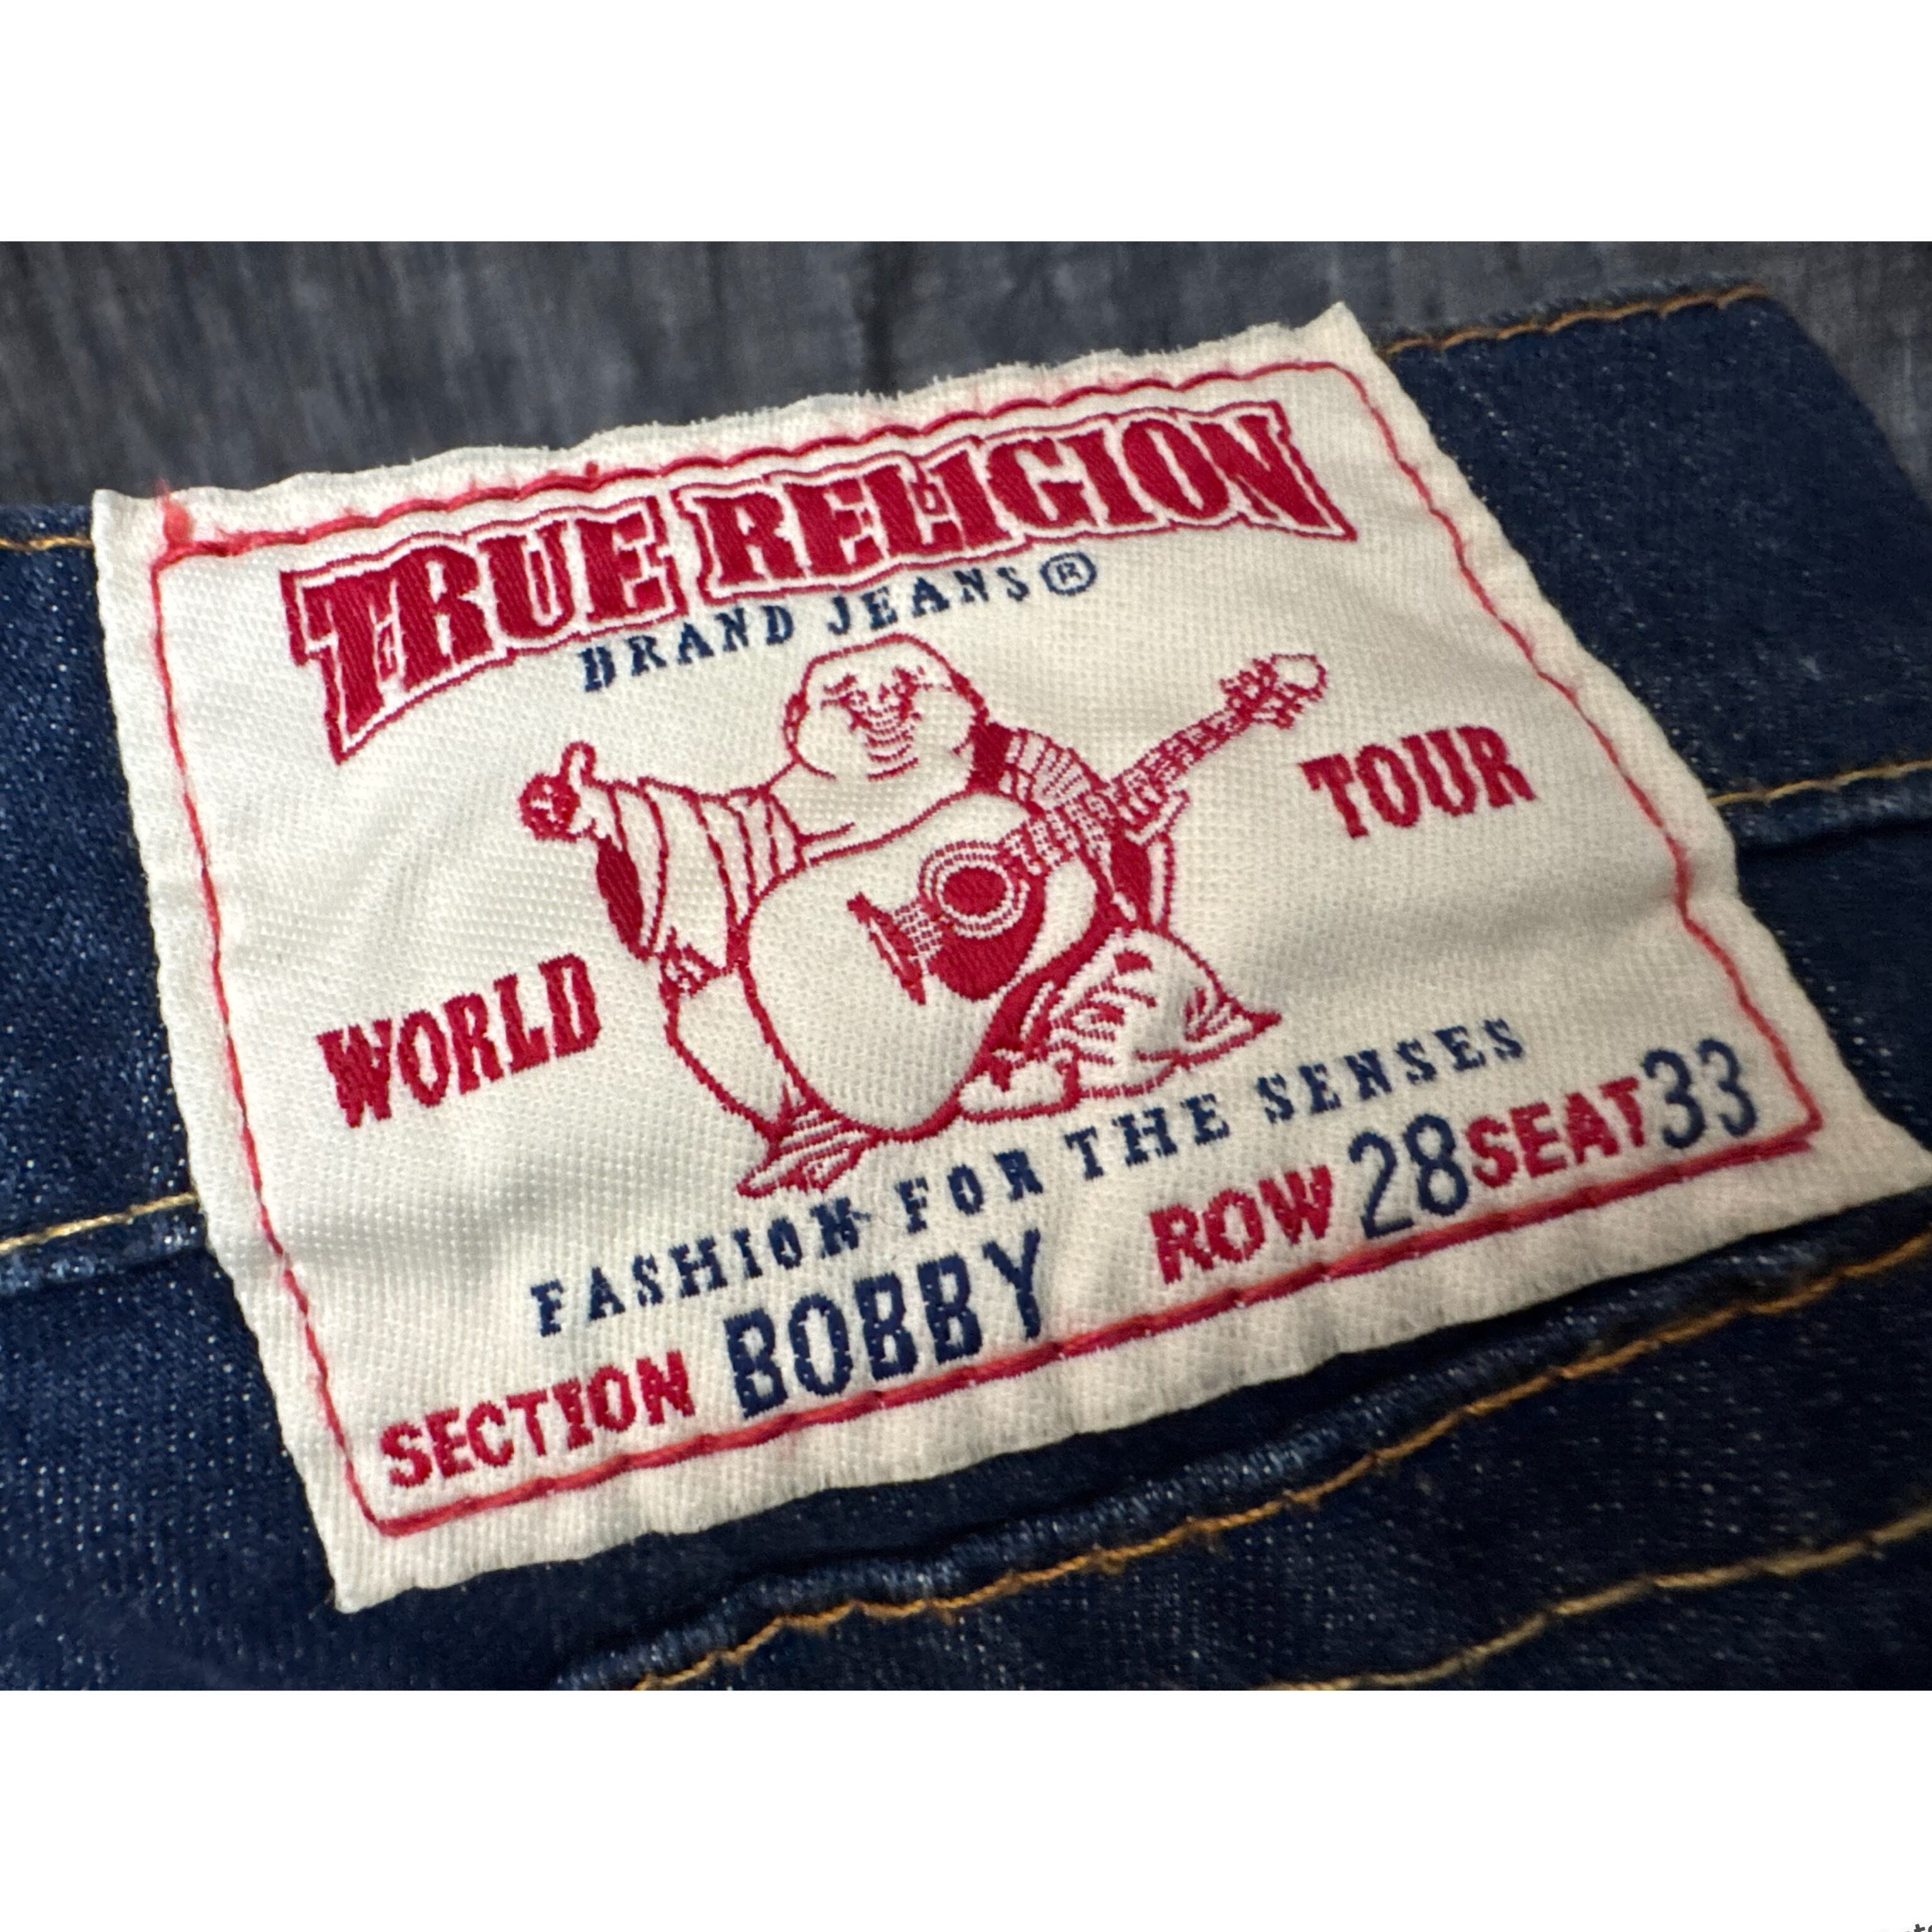 TRUE RELIGION
BRAND JEANS®
WORLD TOUR
FASHION FOR THE SENSES
SECTION BOBBY ROW 28 SEAT 33